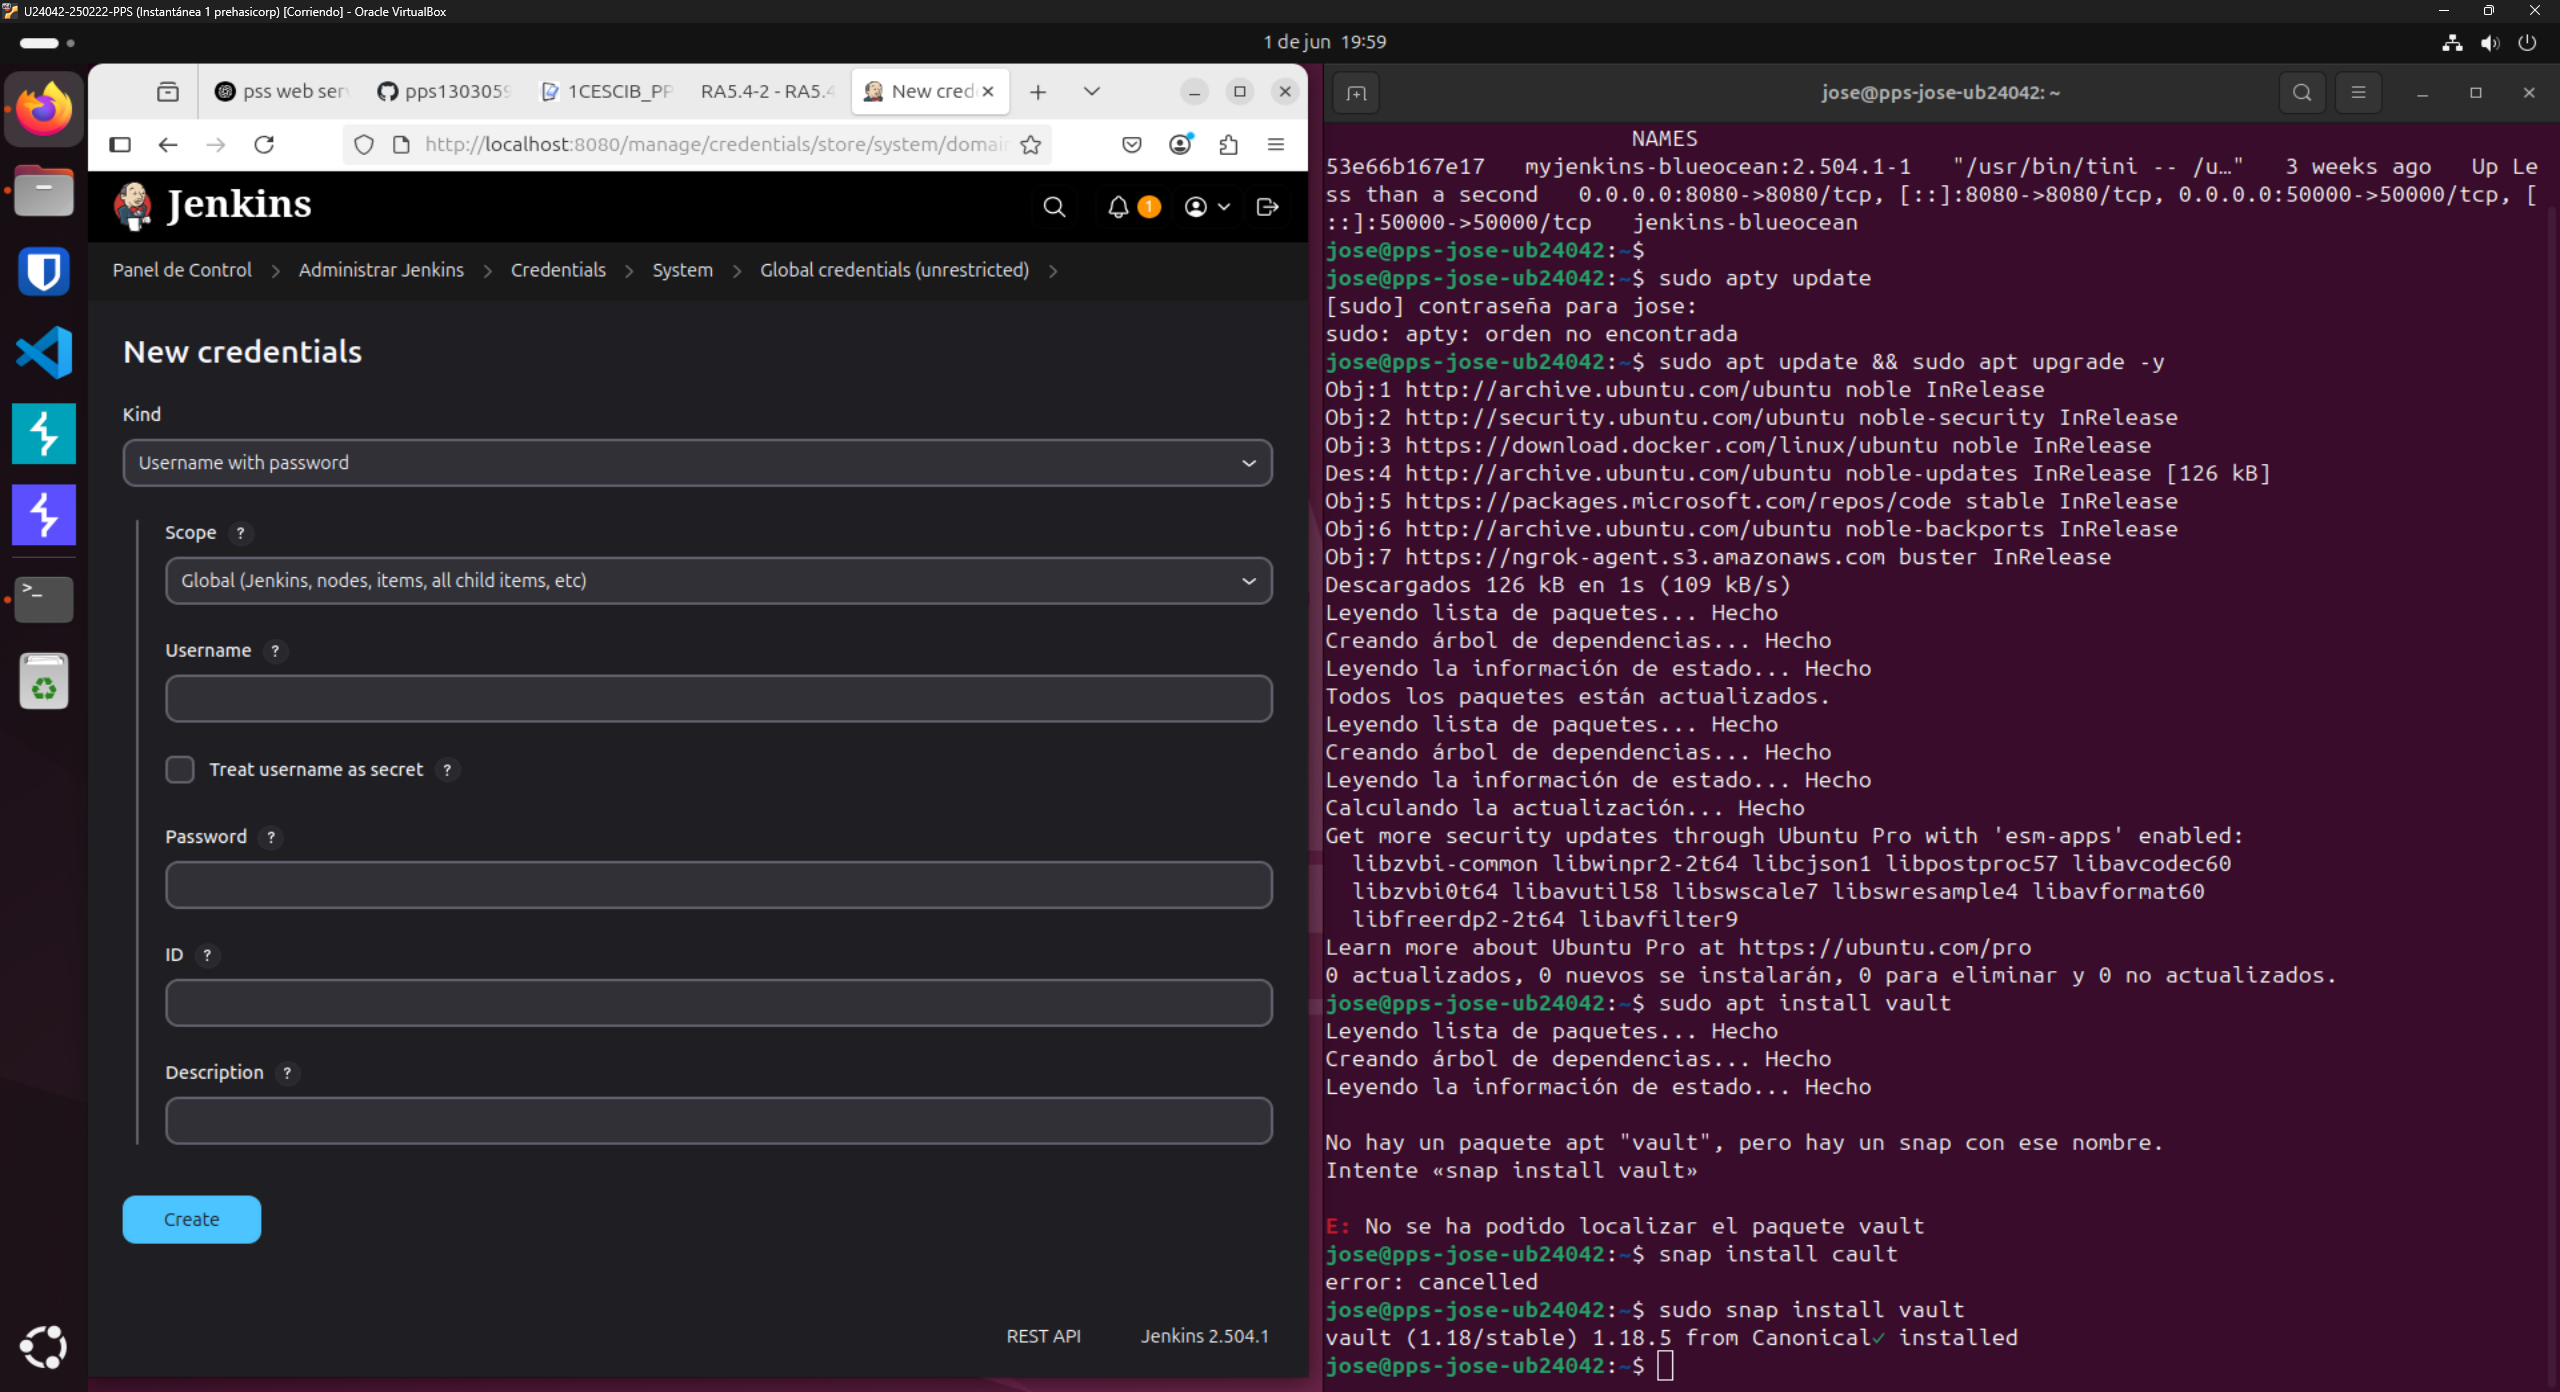 U24042-250222-PPS (Instantánea 1 prehasicorp) [Corriendo] - Oracle VirtualBox
1 de jun 19:59
pss web ser
pps1303059
1CESCIB_PP
RA5.4-2 - RA5.4
New cred
http://localhost:8080/manage/credentials/store/system/domai
Jenkins
1
Panel de Control > Administrar Jenkins > Credentials > System > Global credentials (unrestricted) >
New credentials
Kind
Username with password
Scope ?
Global (Jenkins, nodes, items, all child items, etc)
Username ?
Treat username as secret ?
Password ?
ID ?
Description ?
Create
REST API
Jenkins 2.504.1
jose@pps-jose-ub24042: ~
NAMES
53e66b167e17   myjenkins-blueocean:2.504.1-1   "/usr/bin/tini -- /u…"   3 weeks ago   Up Le
ss than a second   0.0.0.0:8080->8080/tcp, [::]:8080->8080/tcp, 0.0.0.0:50000->50000/tcp, [
::]:50000->50000/tcp   jenkins-blueocean
jose@pps-jose-ub24042:~$
jose@pps-jose-ub24042:~$ sudo apty update
[sudo] contraseña para jose:
sudo: apty: orden no encontrada
jose@pps-jose-ub24042:~$ sudo apt update && sudo apt upgrade -y
Obj:1 http://archive.ubuntu.com/ubuntu noble InRelease
Obj:2 http://security.ubuntu.com/ubuntu noble-security InRelease
Obj:3 https://download.docker.com/linux/ubuntu noble InRelease
Des:4 http://archive.ubuntu.com/ubuntu noble-updates InRelease [126 kB]
Obj:5 https://packages.microsoft.com/repos/code stable InRelease
Obj:6 http://archive.ubuntu.com/ubuntu noble-backports InRelease
Obj:7 https://ngrok-agent.s3.amazonaws.com buster InRelease
Descargados 126 kB en 1s (109 kB/s)
Leyendo lista de paquetes... Hecho
Creando árbol de dependencias... Hecho
Leyendo la información de estado... Hecho
Todos los paquetes están actualizados.
Leyendo lista de paquetes... Hecho
Creando árbol de dependencias... Hecho
Leyendo la información de estado... Hecho
Calculando la actualización... Hecho
Get more security updates through Ubuntu Pro with 'esm-apps' enabled:
libzvbi-common libwinpr2-2t64 libcjson1 libpostproc57 libavcodec60
libzvbi0t64 libavutil58 libswscale7 libswresample4 libavformat60
libfreerdp2-2t64 libavfilter9
Learn more about Ubuntu Pro at https://ubuntu.com/pro
0 actualizados, 0 nuevos se instalarán, 0 para eliminar y 0 no actualizados.
jose@pps-jose-ub24042:~$ sudo apt install vault
Leyendo lista de paquetes... Hecho
Creando árbol de dependencias... Hecho
Leyendo la información de estado... Hecho
No hay un paquete apt "vault", pero hay un snap con ese nombre.
Intente «snap install vault»
E: No se ha podido localizar el paquete vault
jose@pps-jose-ub24042:~$ snap install cault
error: cancelled
jose@pps-jose-ub24042:~$ sudo snap install vault
vault (1.18/stable) 1.18.5 from Canonical✓ installed
jose@pps-jose-ub24042:~$